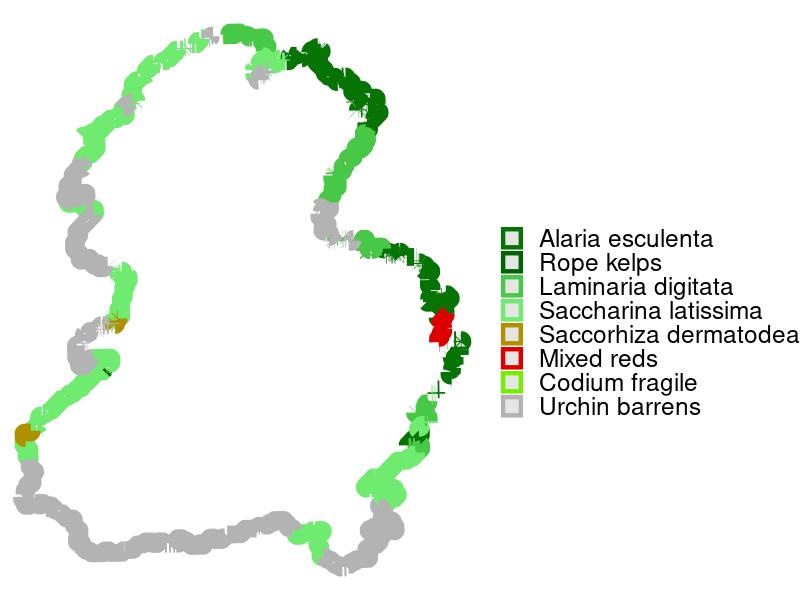 Alaria esculenta
Rope kelps
Laminaria digitata
Saccharina latissima
Saccorhiza dermatodea
Mixed reds
Codium fragile
Urchin barrens